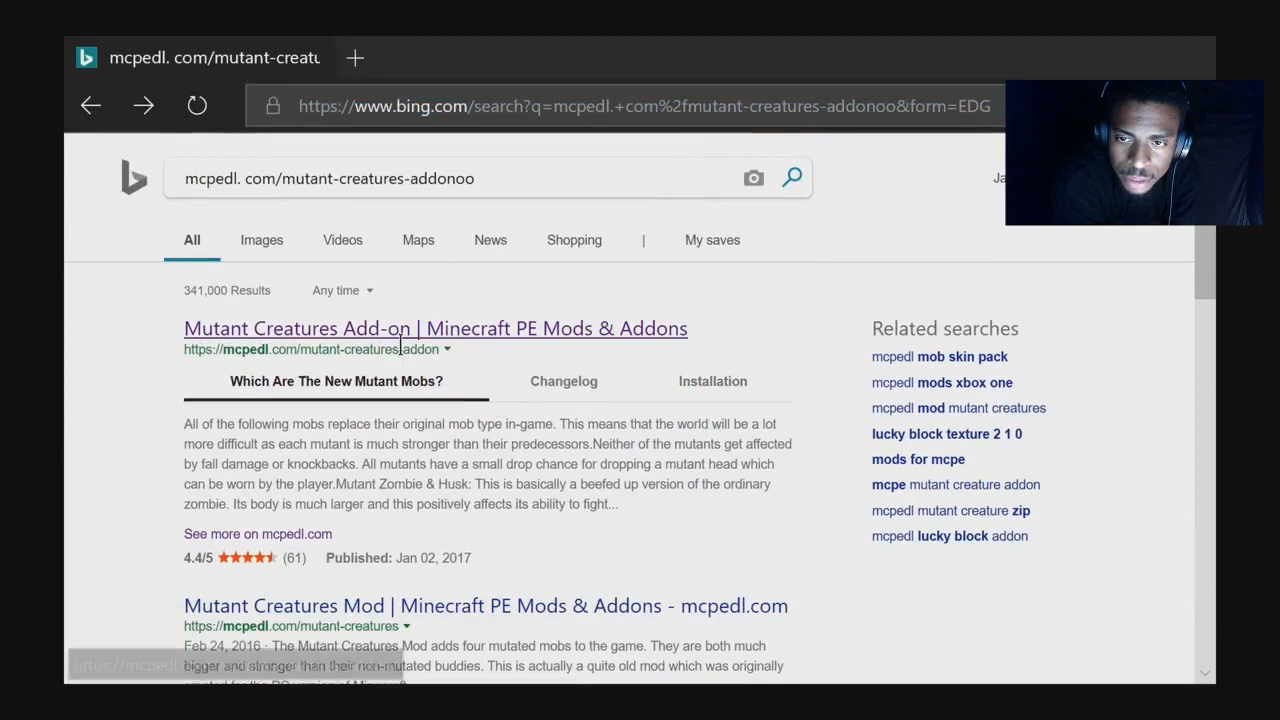 mcpedl. com/mutant-creatu
https://www.bing.com/search?q=mcpedl.+com%2fmutant-creatures-addonoo&form=EDG
mcpedl. com/mutant-creatures-addonoo
Ja
All Images Videos Maps News Shopping | My saves
341,000 Results Any time
Mutant Creatures Add-on | Minecraft PE Mods & Addons
https://mcpedl.com/mutant-creatures-addon
Which Are The New Mutant Mobs? Changelog Installation
All of the following mobs replace their original mob type in-game. This means that the world will be a lot
more difficult as each mutant is much stronger than their predecessors.Neither of the mutants get affected
by fall damage or knockbacks. All mutants have a small drop chance for dropping a mutant head which
can be worn by the player.Mutant Zombie & Husk: This is basically a beefed up version of the ordinary
zombie. Its body is much larger and this positively affects its ability to fight...
See more on mcpedl.com
4.4/5 (61) Published: Jan 02, 2017
Mutant Creatures Mod | Minecraft PE Mods & Addons - mcpedl.com
https://mcpedl.com/mutant-creatures
Feb 24, 2016 · The Mutant Creatures Mod adds four mutated mobs to the game. They are both much
bigger and stronger than their non-mutated buddies. This is actually a quite old mod which was originally
Related searches
mcpedl mob skin pack
mcpedl mods xbox one
mcpedl mod mutant creatures
lucky block texture 2 1 0
mods for mcpe
mcpe mutant creature addon
mcpedl mutant creature zip
mcpedl lucky block addon